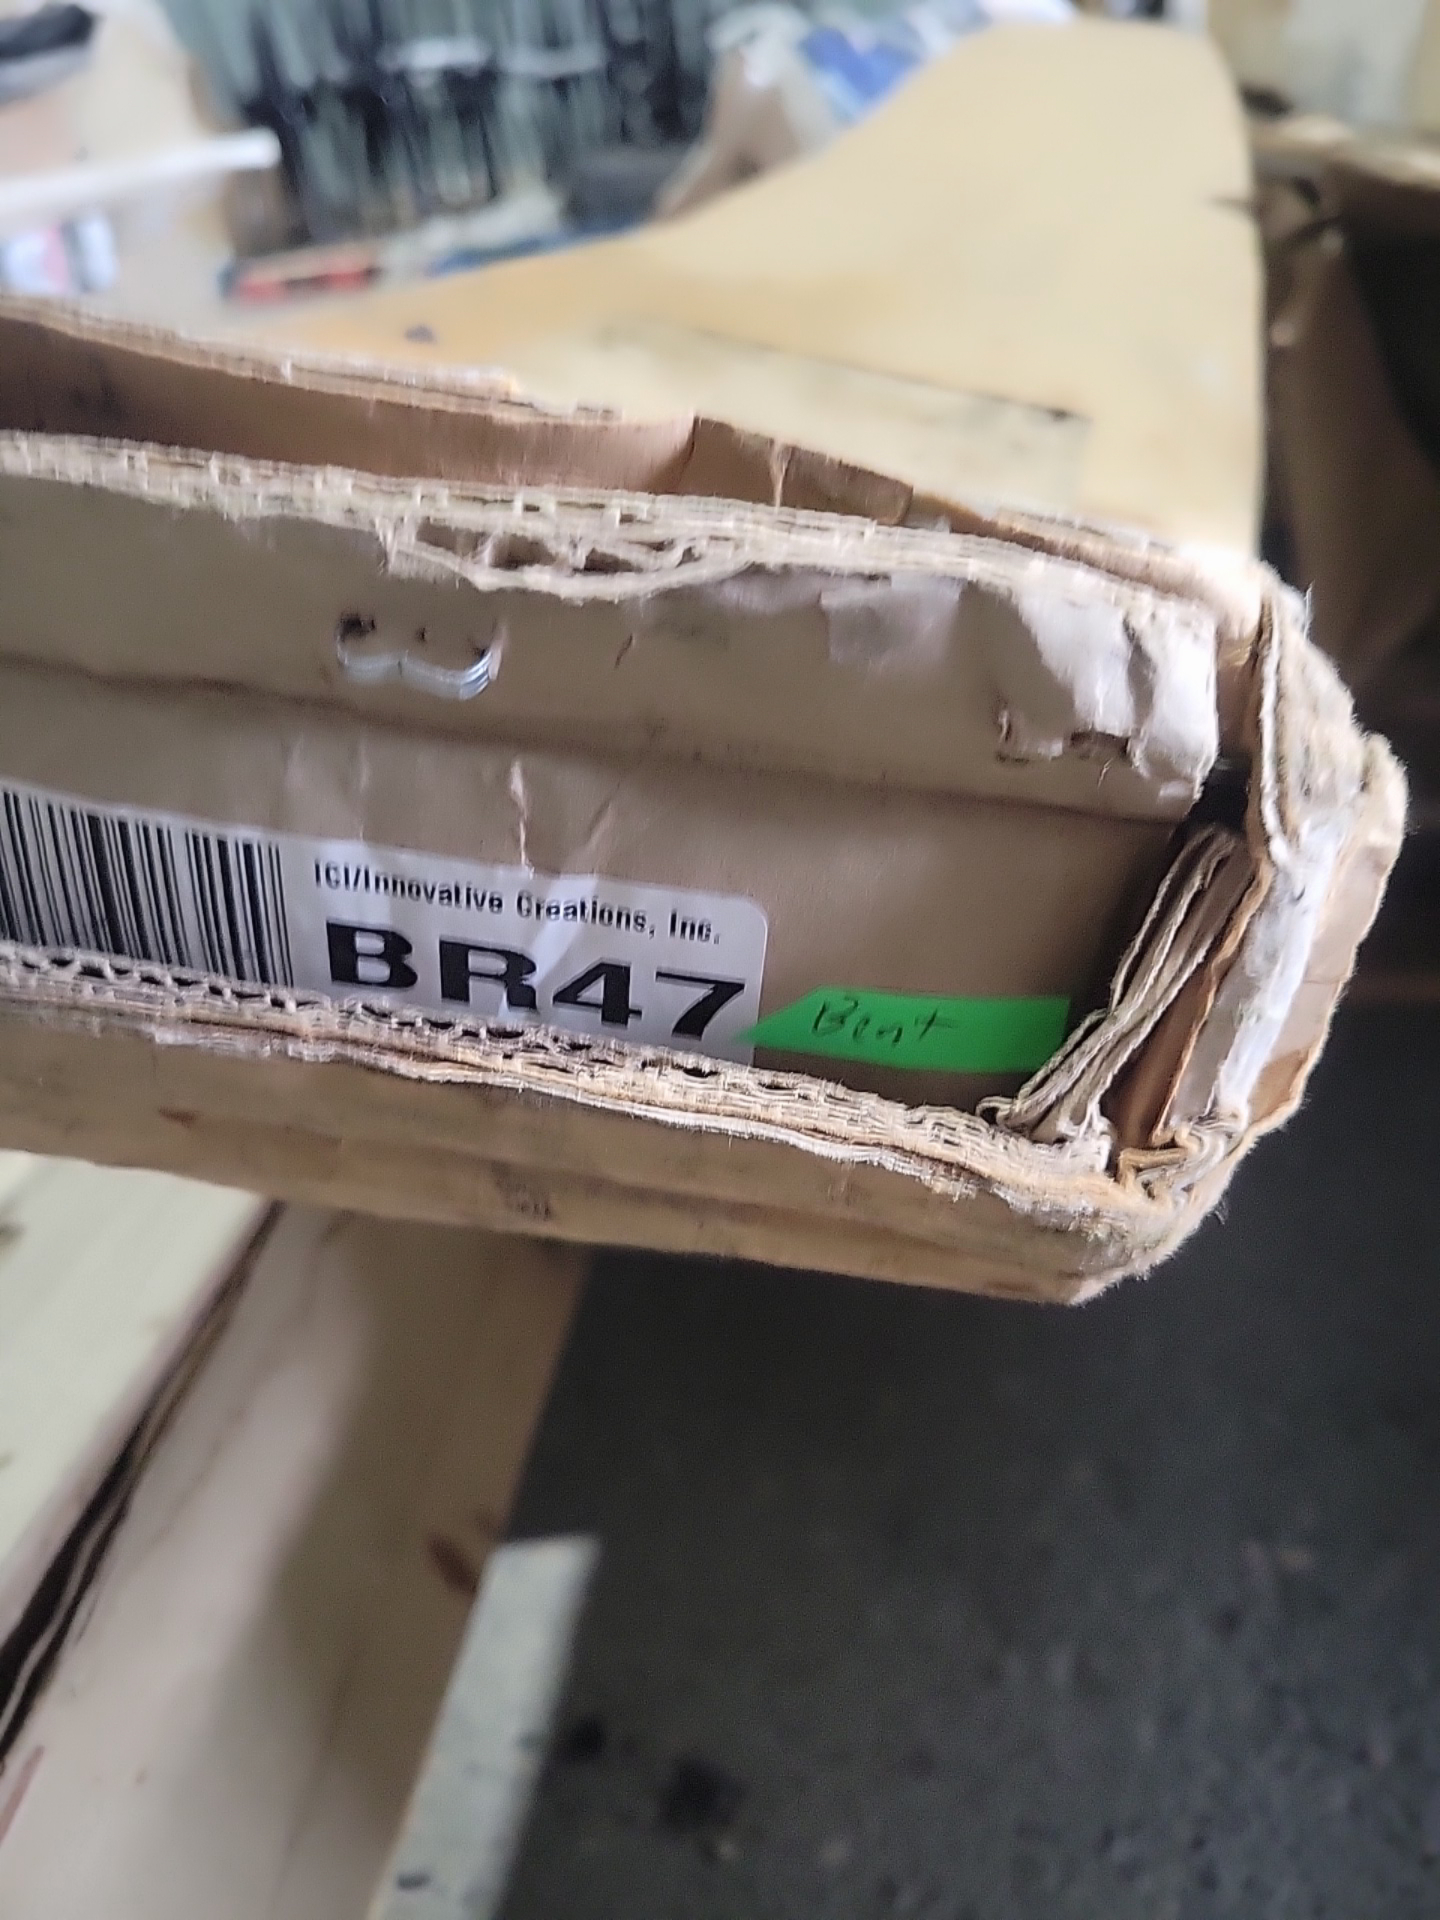 ICI/Innovative Creations, Inc.
BR47
Bent